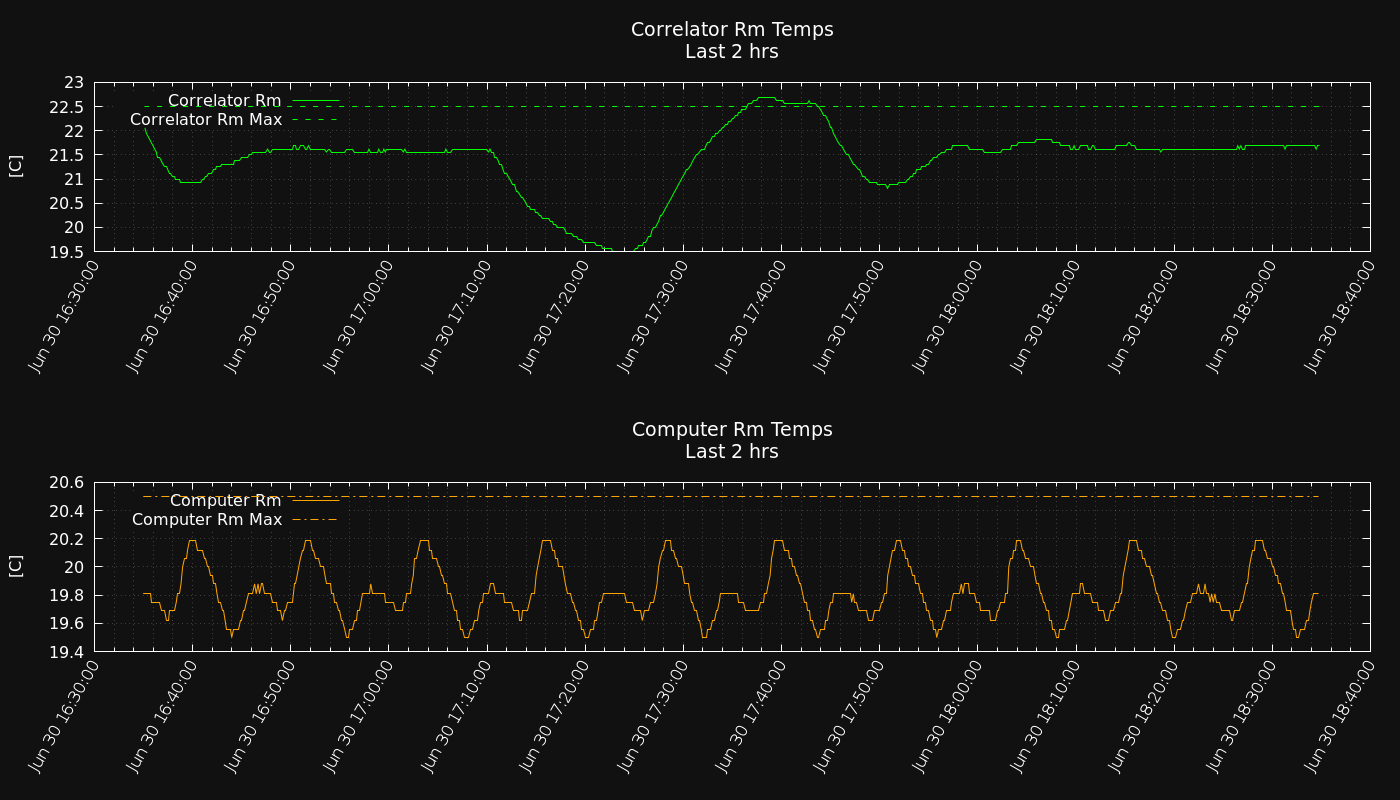 Correlator Rm Temps
Last 2 hrs
23
22.5
22
21.5
21
20.5
20
19.5
[C]
Correlator Rm
Correlator Rm Max
Jun 30 16:30:00
Jun 30 16:40:00
Jun 30 16:50:00
Jun 30 17:00:00
Jun 30 17:10:00
Jun 30 17:20:00
Jun 30 17:30:00
Jun 30 17:40:00
Jun 30 17:50:00
Jun 30 18:00:00
Jun 30 18:10:00
Jun 30 18:20:00
Jun 30 18:30:00
Jun 30 18:40:00
Computer Rm Temps
Last 2 hrs
20.6
20.4
20.2
20
19.8
19.6
19.4
[C]
Computer Rm
Computer Rm Max
Jun 30 16:30:00
Jun 30 16:40:00
Jun 30 16:50:00
Jun 30 17:00:00
Jun 30 17:10:00
Jun 30 17:20:00
Jun 30 17:30:00
Jun 30 17:40:00
Jun 30 17:50:00
Jun 30 18:00:00
Jun 30 18:10:00
Jun 30 18:20:00
Jun 30 18:30:00
Jun 30 18:40:00